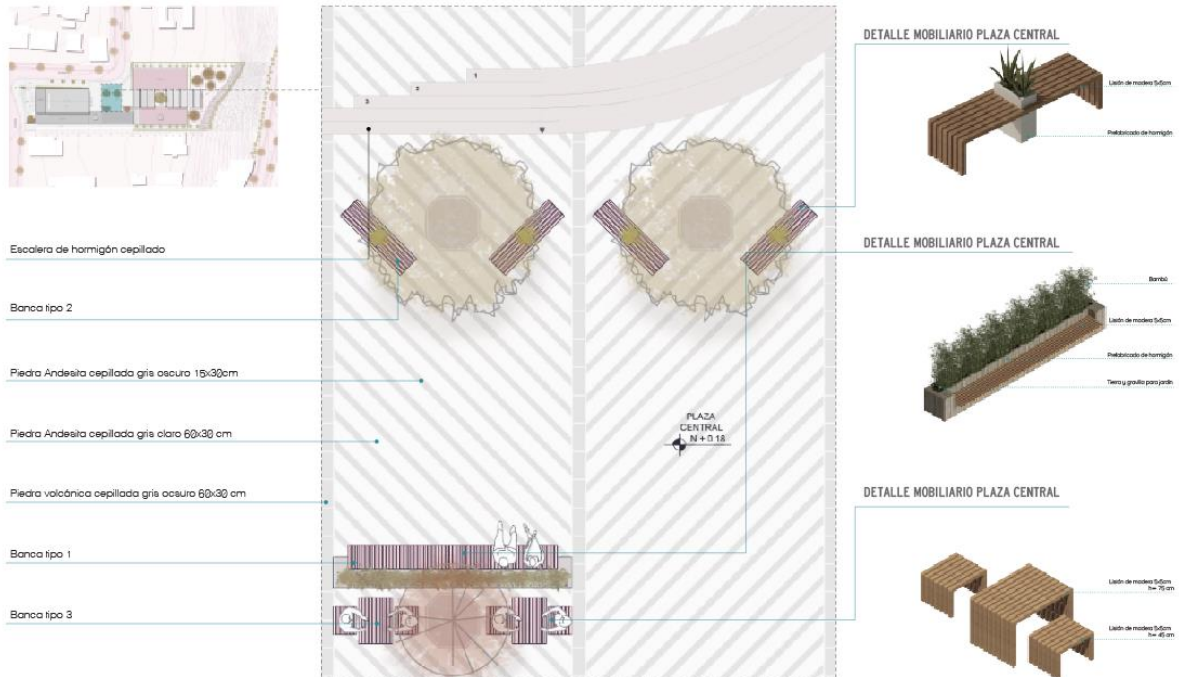 Escalera de hormigón cepillado
Banca tipo 2
Piedra Andesita cepillada gris oscuro 15x30cm
Piedra Andesita cepillada gris claro 60x30 cm
Piedra volcánica cepillada gris ocsuro 60x30 cm
Banca tipo 1
Banca tipo 3
1
2
3
PLAZA
CENTRAL
N + 0.18
DETALLE MOBILIARIO PLAZA CENTRAL
Listón de madera 5x5cm
Prefabricado de hormigón
DETALLE MOBILIARIO PLAZA CENTRAL
Bambú
Listón de madera 5x5cm
Prefabricado de hormigón
Tierra y gravilla para jardín
DETALLE MOBILIARIO PLAZA CENTRAL
Listón de madera 5x5cm
h= 75 cm
Listón de madera 5x5cm
h= 45 cm